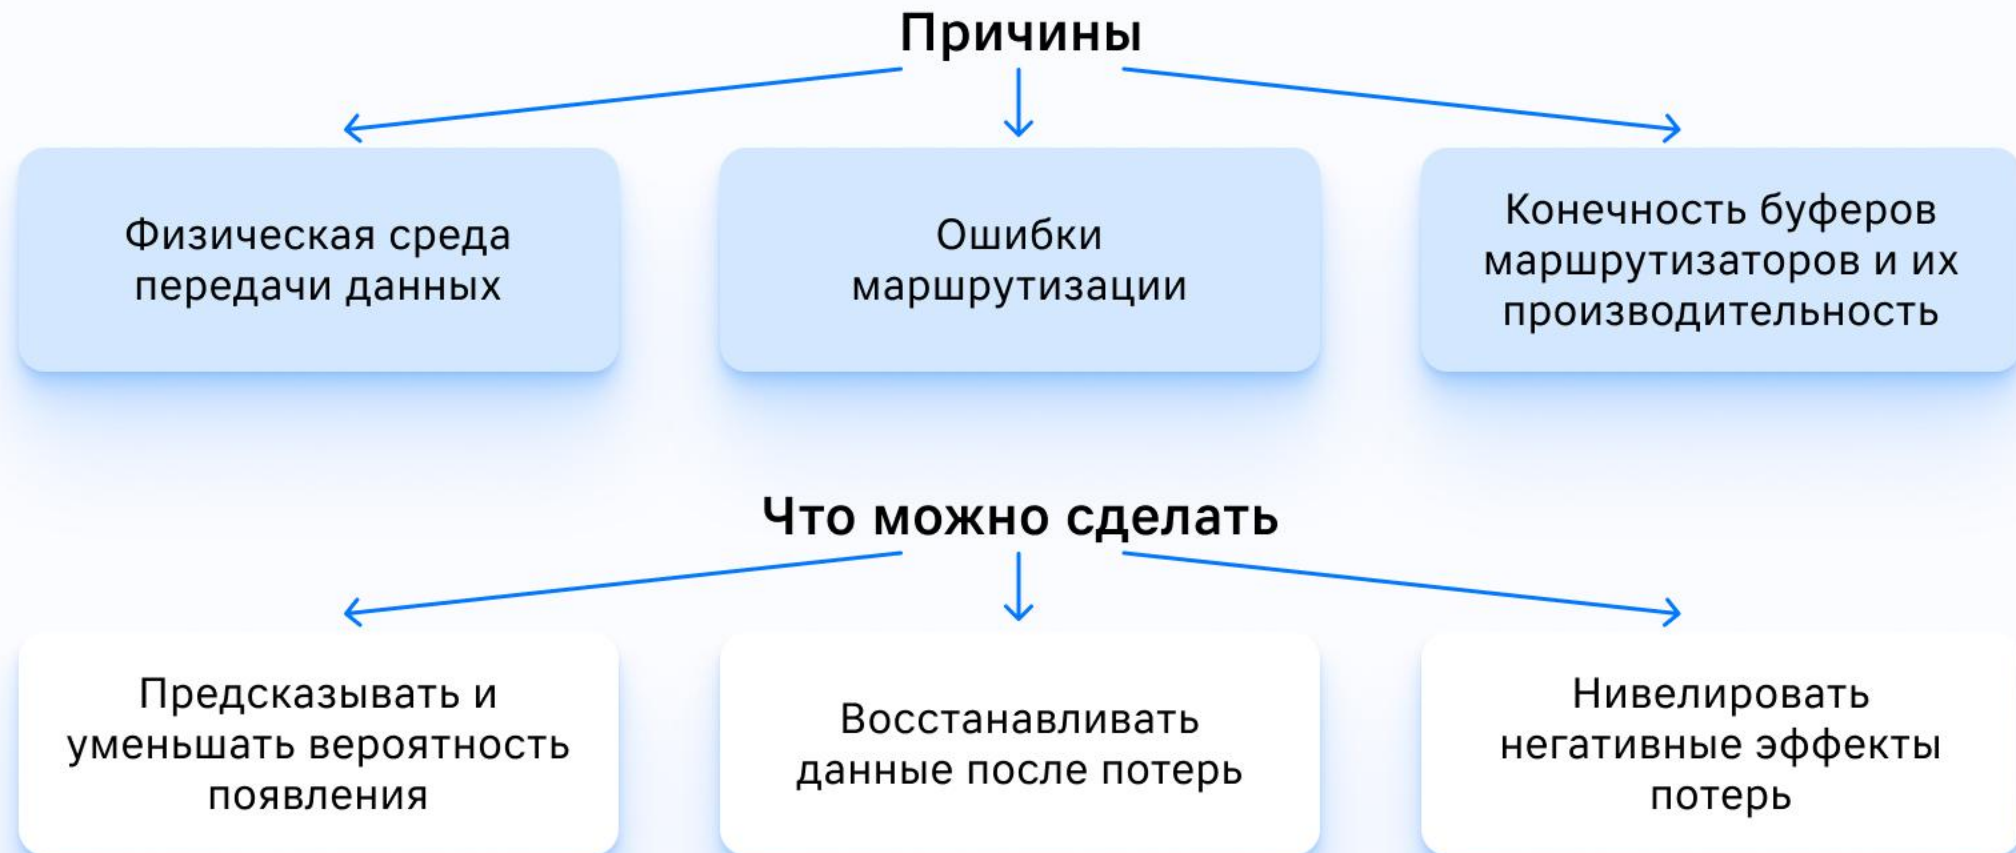 Причины
Физическая среда
передачи данных
Ошибки
маршрутизации
Конечность буферов
маршрутизаторов и их
производительность
Что можно сделать
Предсказывать и
уменьшать вероятность
появления
Восстанавливать
данные после потерь
Нивелировать
негативные эффекты
потерь